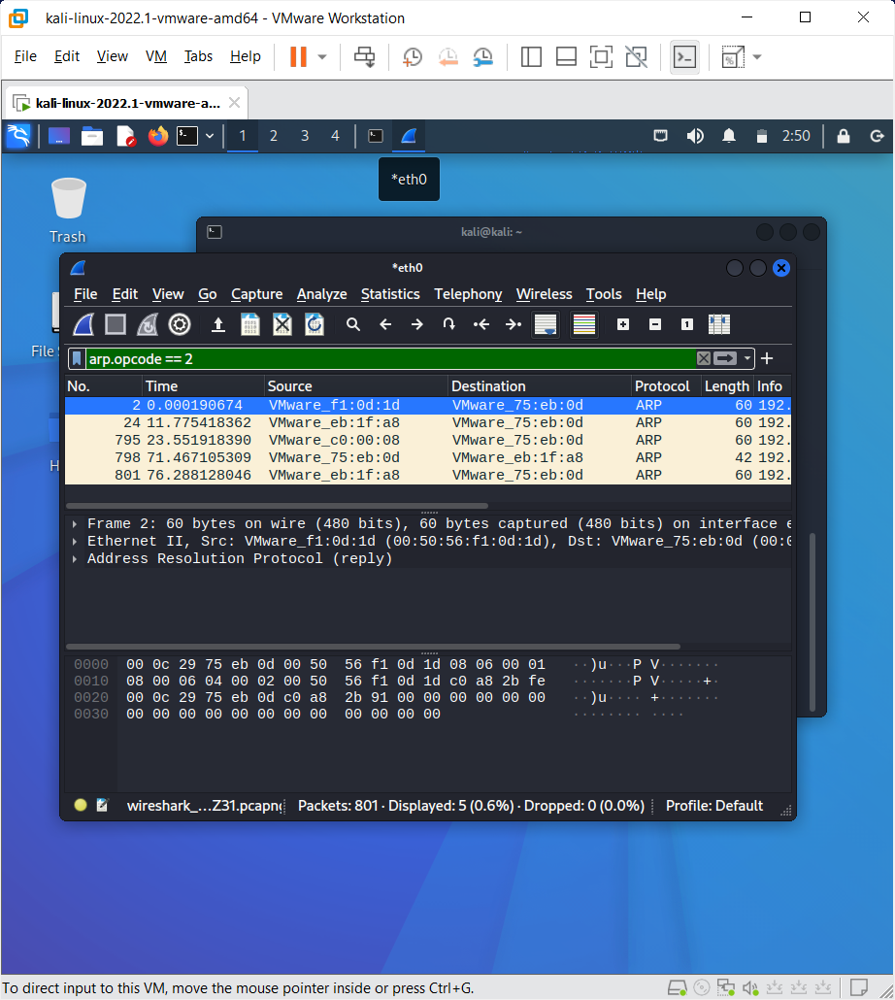 kali-linux-2022.1-vmware-amd64 - VMware Workstation
File Edit View VM Tabs Help
kali-linux-2022.1-vmware-a...
1 2 3 4 2:50
*eth0
Trash
kali@kali: ~
*eth0
File Edit View Go Capture Analyze Statistics Telephony Wireless Tools Help
File S
arp.opcode == 2
No. Time Source Destination Protocol Length Info
2 0.000190674 VMware_f1:0d:1d VMware_75:eb:0d ARP 60 192.
24 11.775418362 VMware_eb:1f:a8 VMware_75:eb:0d ARP 60 192.
795 23.551918390 VMware_c0:00:08 VMware_75:eb:0d ARP 60 192.
798 71.467105309 VMware_75:eb:0d VMware_eb:1f:a8 ARP 42 192.
801 76.288128046 VMware_eb:1f:a8 VMware_75:eb:0d ARP 60 192.
H
Frame 2: 60 bytes on wire (480 bits), 60 bytes captured (480 bits) on interface e
Ethernet II, Src: VMware_f1:0d:1d (00:50:56:f1:0d:1d), Dst: VMware_75:eb:0d (00:0
Address Resolution Protocol (reply)
0000 00 0c 29 75 eb 0d 00 50 56 f1 0d 1d 08 06 00 01 ··)u···P V·······
0010 08 00 06 04 00 02 00 50 56 f1 0d 1d c0 a8 2b fe ·······P V·····+·
0020 00 0c 29 75 eb 0d c0 a8 2b 91 00 00 00 00 00 00 ··)u···· +·······
0030 00 00 00 00 00 00 00 00 00 00 00 00 ········ ····
wireshark_...Z31.pcapng Packets: 801 · Displayed: 5 (0.6%) · Dropped: 0 (0.0%) Profile: Default
To direct input to this VM, move the mouse pointer inside or press Ctrl+G.